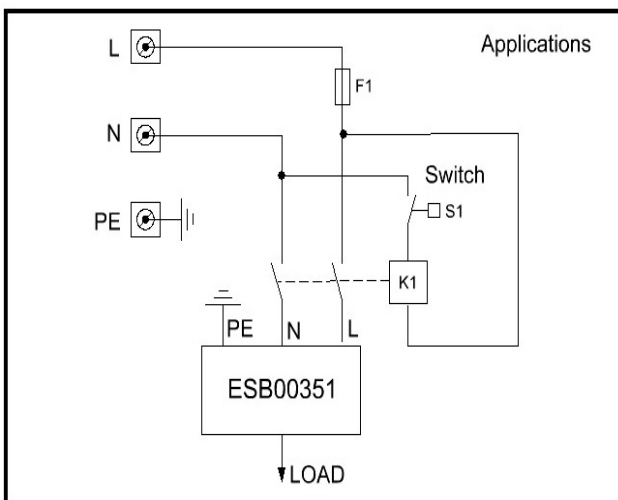 Applications
L
F1
N
Switch
S1
PE
K1
PE
N
L
ESB00351
LOAD